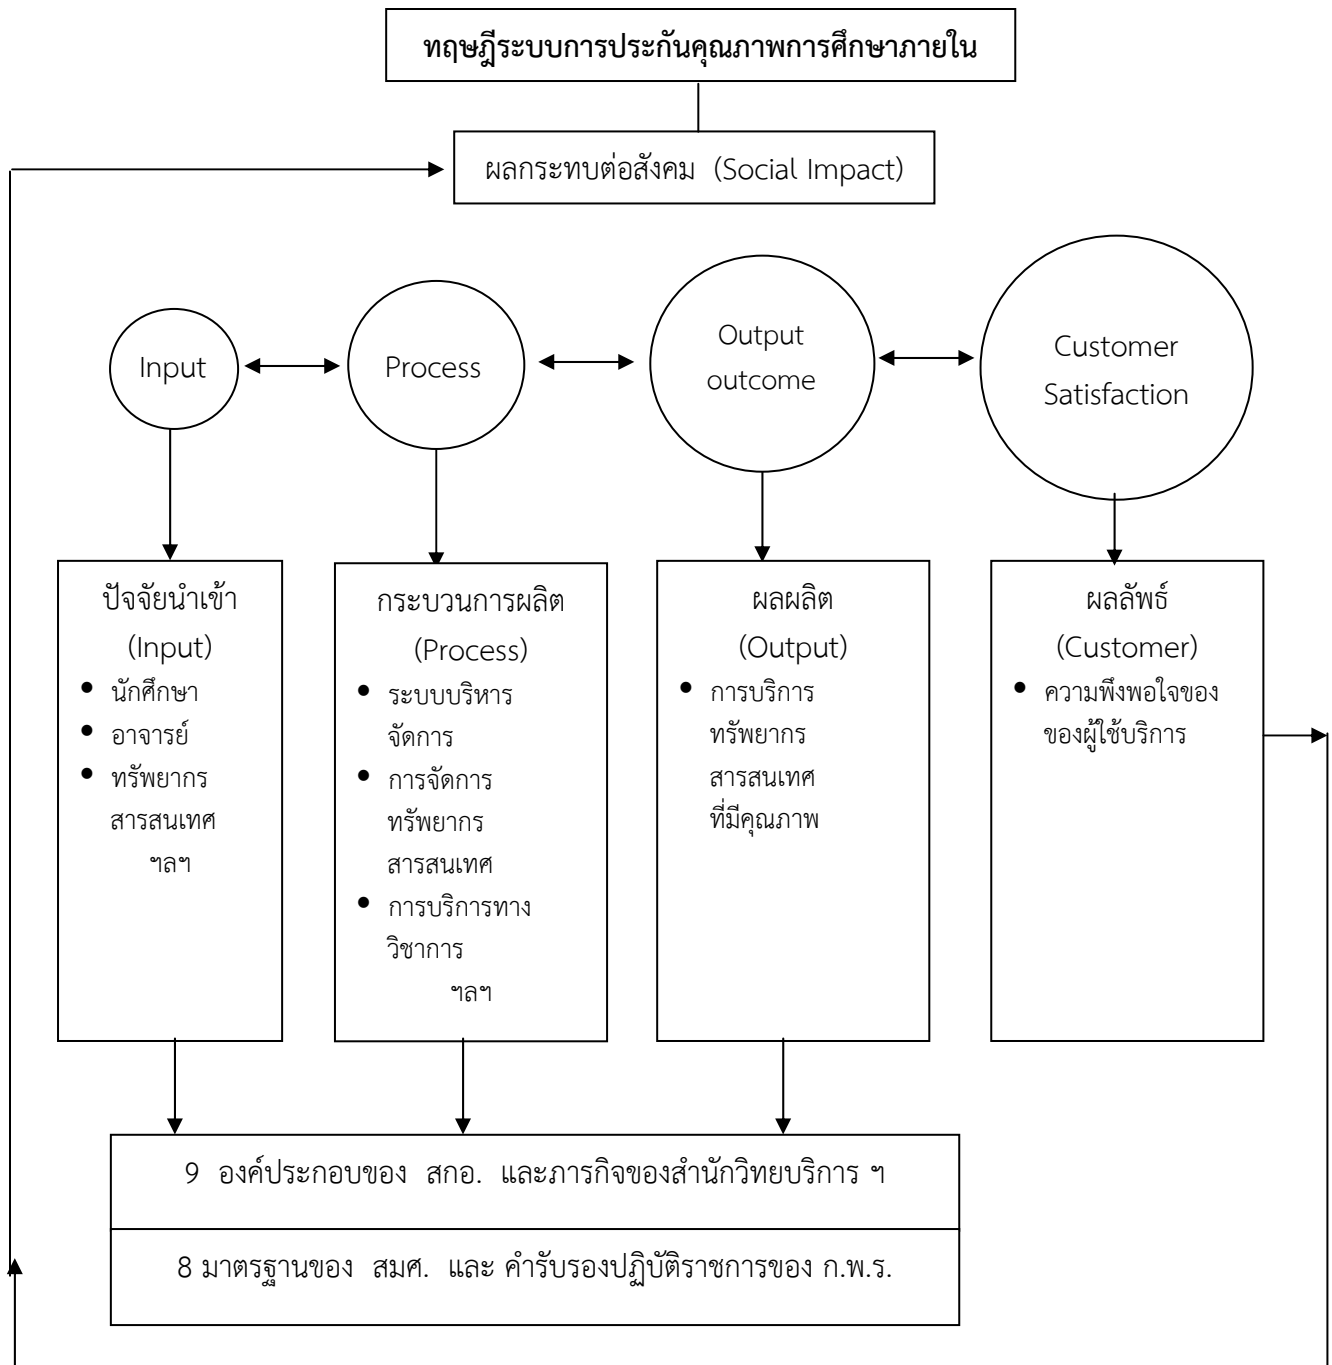 ทฤษฎีระบบการประกันคุณภาพการศึกษาภายใน
ผลกระทบต่อสังคม (Social Impact)
Input
Process
Output
outcome
Customer
Satisfaction
ปัจจัยนำเข้า
(Input)
• นักศึกษา
• อาจารย์
• ทรัพยากร
สารสนเทศ
ฯลฯ
กระบวนการผลิต
(Process)
• ระบบบริหาร
จัดการ
• การจัดการ
ทรัพยากร
สารสนเทศ
• การบริการทาง
วิชาการ
ฯลฯ
ผลผลิต
(Output)
• การบริการ
ทรัพยากร
สารสนเทศ
ที่มีคุณภาพ
ผลลัพธ์
(Customer)
• ความพึงพอใจของ
ของผู้ใช้บริการ
9 องค์ประกอบของ สกอ. และภารกิจของสำนักวิทยบริการ ฯ
8 มาตรฐานของ สมศ. และ คำรับรองปฏิบัติราชการของ ก.พ.ร.